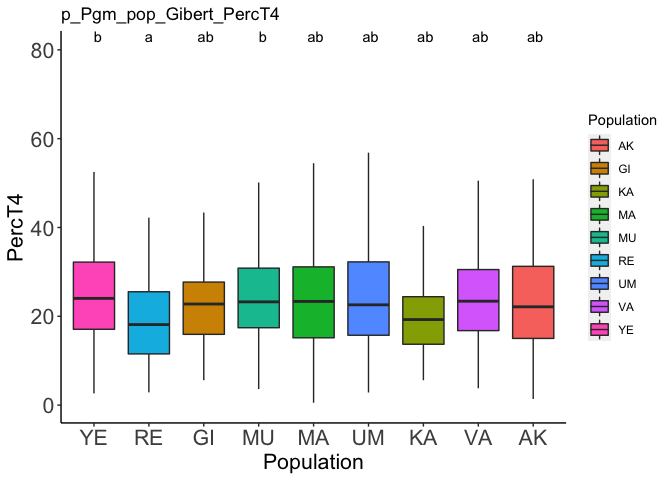 p_Pgm_pop_Gibert_PercT4
b a ab b ab ab ab ab ab
80
60
40
20
0
PercT4
YE RE GI MU MA UM KA VA AK
Population
Population
AK
GI
KA
MA
MU
RE
UM
VA
YE